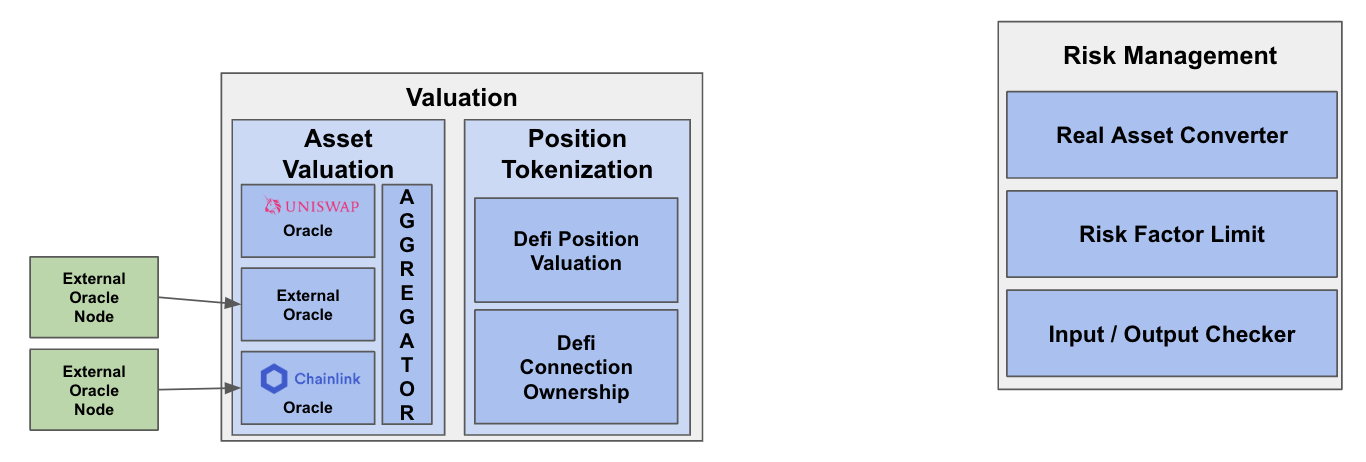 Risk Management
Real Asset Converter
Risk Factor Limit
Input / Output Checker
Valuation
Asset
Valuation
UNISWAP
Oracle
External
Oracle
Chainlink
Oracle
AGGREGATOR
Position
Tokenization
Defi Position
Valuation
Defi
Connection
Ownership
External
Oracle
Node
External
Oracle
Node